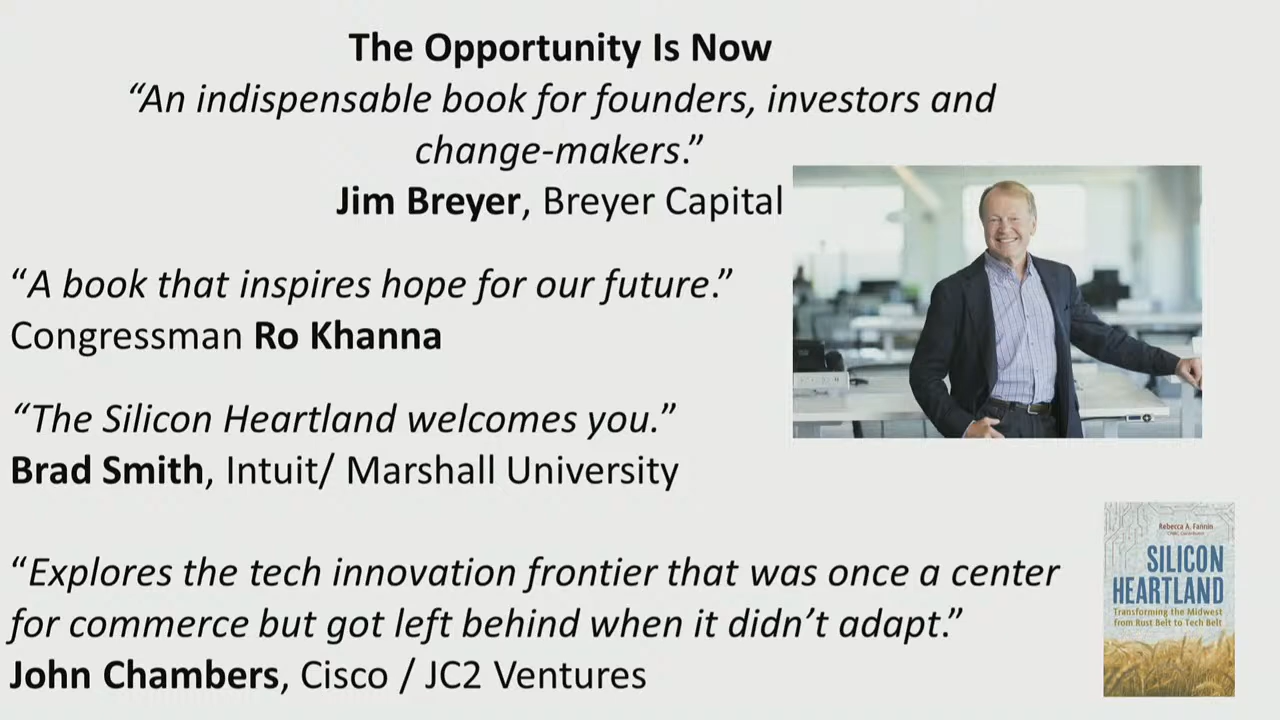 The Opportunity Is Now
“An indispensable book for founders, investors and
change-makers.”
Jim Breyer, Breyer Capital
“A book that inspires hope for our future.”
Congressman Ro Khanna
“The Silicon Heartland welcomes you.”
Brad Smith, Intuit/ Marshall University
“Explores the tech innovation frontier that was once a center
for commerce but got left behind when it didn’t adapt.”
John Chambers, Cisco / JC2 Ventures
Rebecca A. Fannin
SILICON
HEARTLAND
Transforming the Midwest
from Rust Belt to Tech Belt